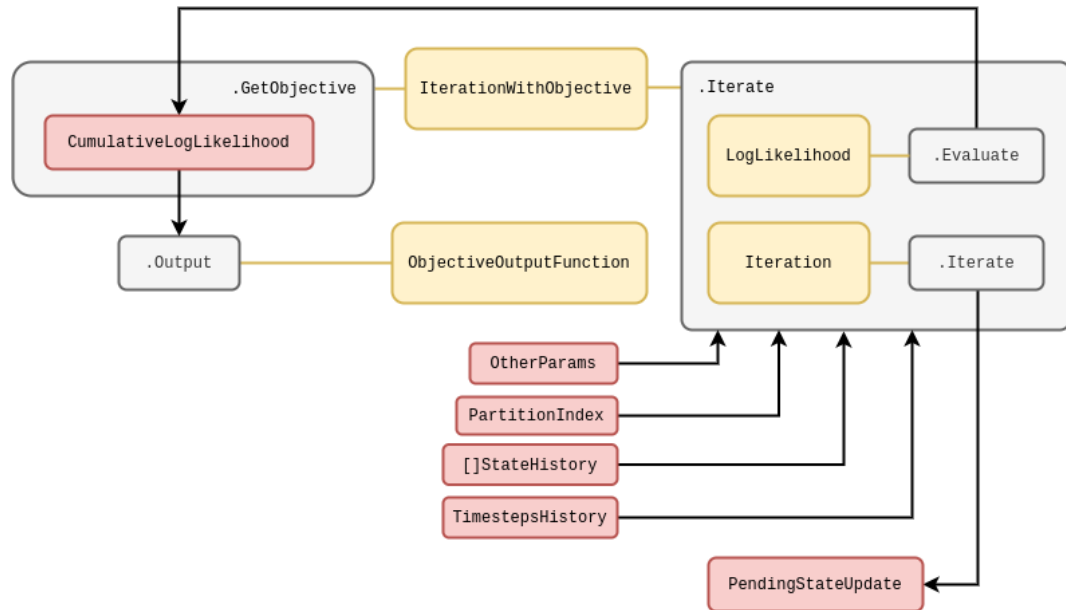 .GetObjective
IterationWithObjective
.Iterate
CumulativeLogLikelihood
LogLikelihood
.Evaluate
.Output
ObjectiveOutputFunction
Iteration
.Iterate
OtherParams
PartitionIndex
[]StateHistory
TimestepsHistory
PendingStateUpdate